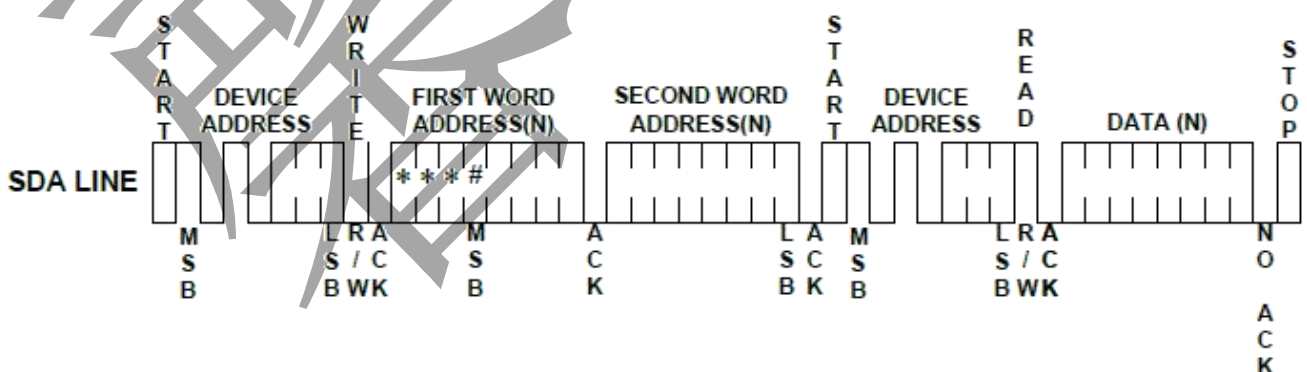 START
WRITE
START
READ
STOP
DEVICE ADDRESS
FIRST WORD ADDRESS(N)
SECOND WORD ADDRESS(N)
DEVICE ADDRESS
DATA (N)
SDA LINE
* * * #
MSB
LSB
R/W
ACK
MSB
ACK
LSB
ACK
MSB
LSB
R/W
ACK
NO ACK